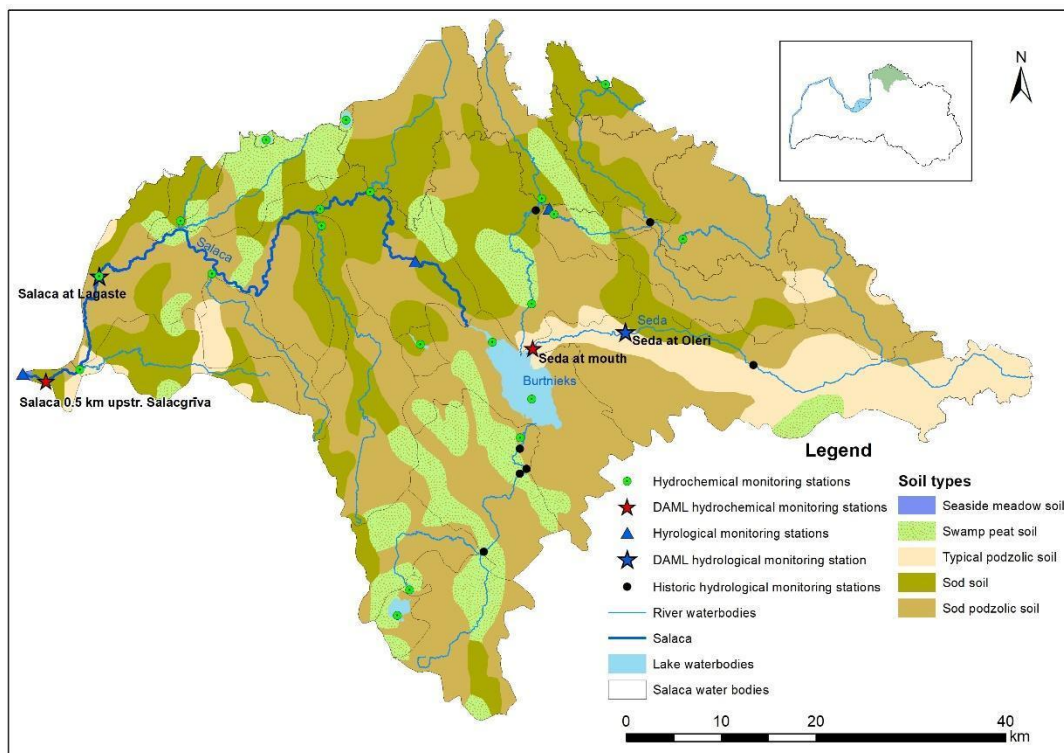 N
Salaca
Salaca at Lagaste
Seda
Seda at Oleri
Seda at mouth
Burtnieks
Salaca 0.5 km upstr. Salacgrīva
Legend
Hydrochemical monitoring stations
DAML hydrochemical monitoring stations
Hyrological monitoring stations
DAML hydrological monitoring station
Historic hydrological monitoring stations
River waterbodies
Salaca
Lake waterbodies
Salaca water bodies
Soil types
Seaside meadow soil
Swamp peat soil
Typical podzolic soil
Sod soil
Sod podzolic soil
0 10 20 40
km